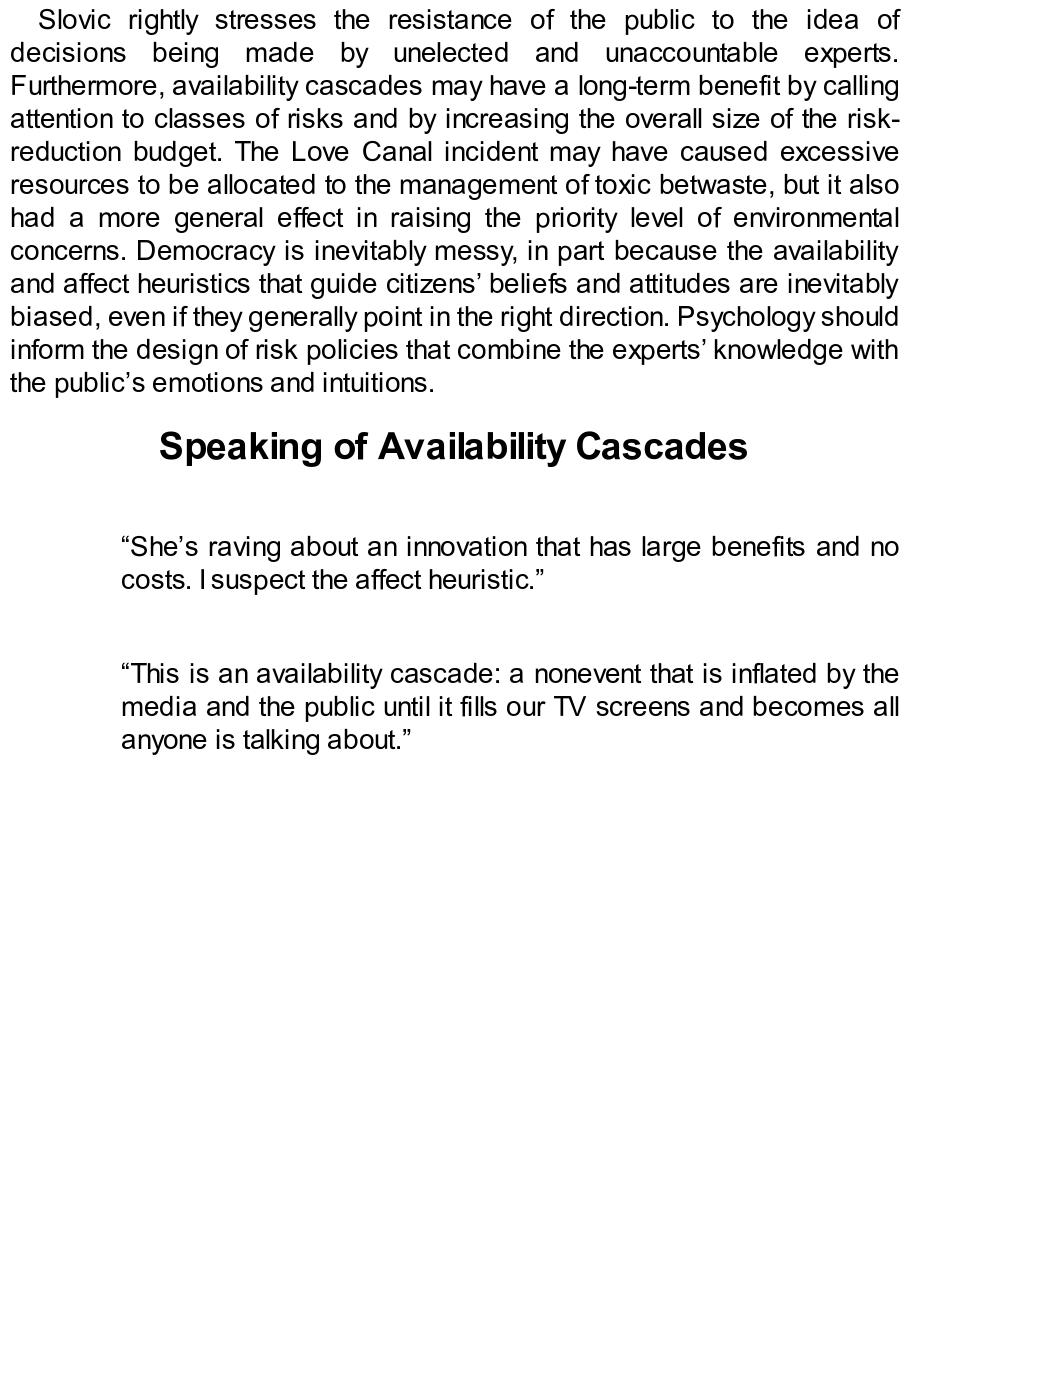 Slovic rightly stresses the resistance of the public to the idea of
decisions being made by unelected and unaccountable experts.
Furthermore, availability cascades may have a long-term benefit by calling
attention to classes of risks and by increasing the overall size of the risk-
reduction budget. The Love Canal incident may have caused excessive
resources to be allocated to the management of toxic betwaste, but it also
had a more general effect in raising the priority level of environmental
concerns. Democracy is inevitably messy, in part because the availability
and affect heuristics that guide citizens’ beliefs and attitudes are inevitably
biased, even if they generally point in the right direction. Psychology should
inform the design of risk policies that combine the experts’ knowledge with
the public’s emotions and intuitions.
Speaking of Availability Cascades
“She’s raving about an innovation that has large benefits and no
costs. I suspect the affect heuristic.”
“This is an availability cascade: a nonevent that is inflated by the
media and the public until it fills our TV screens and becomes all
anyone is talking about.”